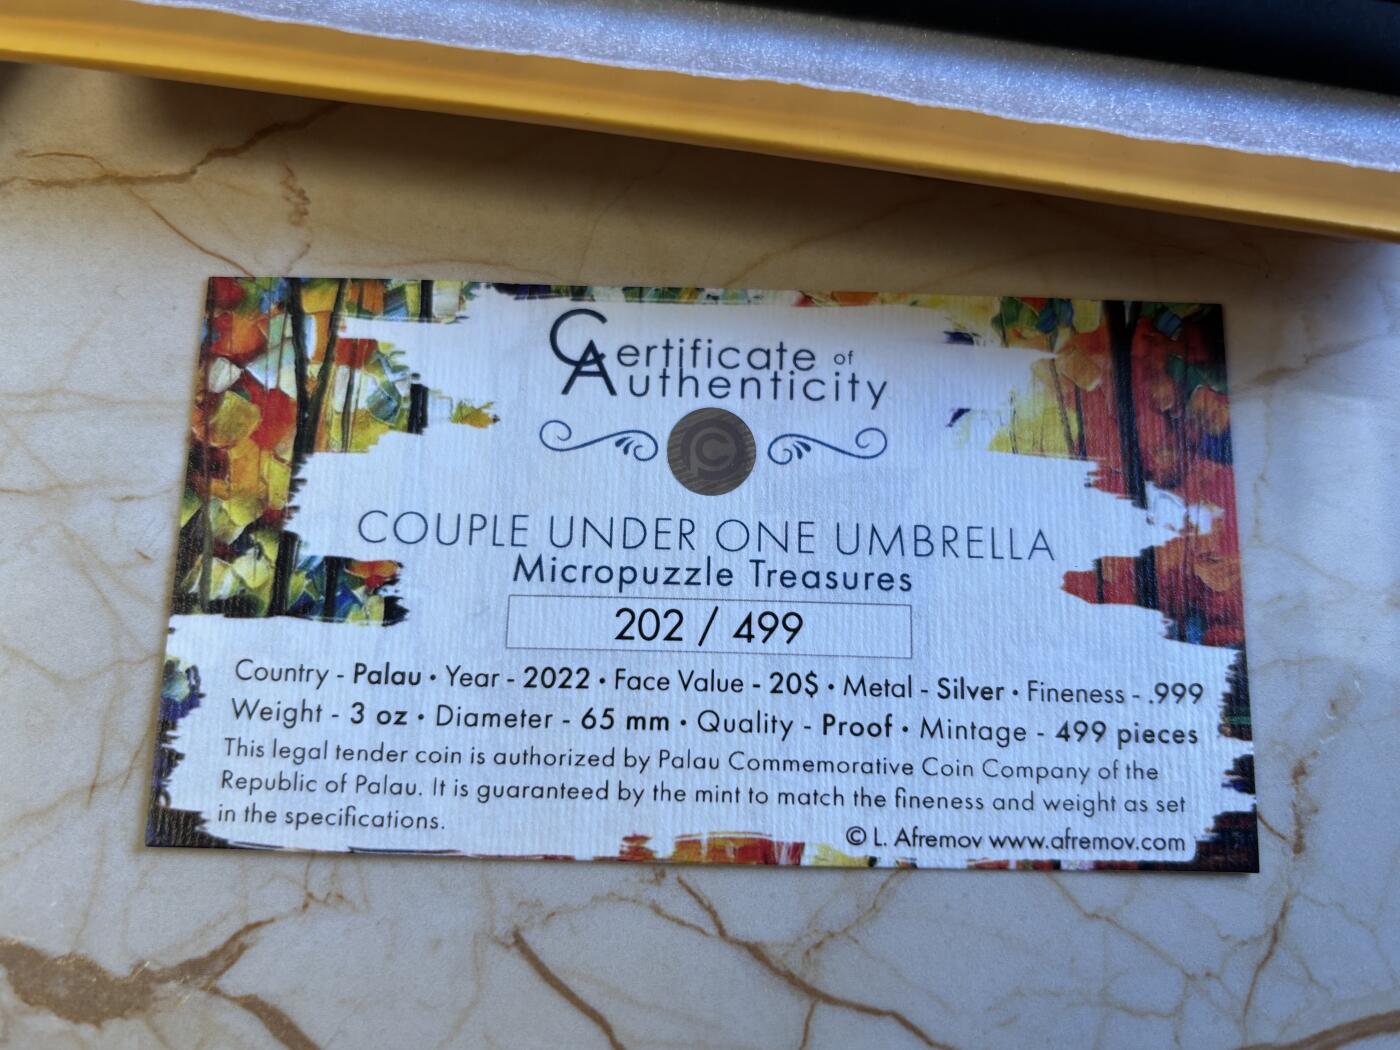 Certificate of
Authenticity
COUPLE UNDER ONE UMBRELLA
Micropuzzle Treasures
202 / 499
Country - Palau • Year - 2022 • Face Value - 20$ • Metal - Silver • Fineness - .999
Weight - 3 oz • Diameter - 65 mm • Quality - Proof • Mintage - 499 pieces
This legal tender coin is authorized by Palau Commemorative Coin Company of the
Republic of Palau. It is guaranteed by the mint to match the fineness and weight as set
in the specifications.
© L. Afremov www.afremov.com